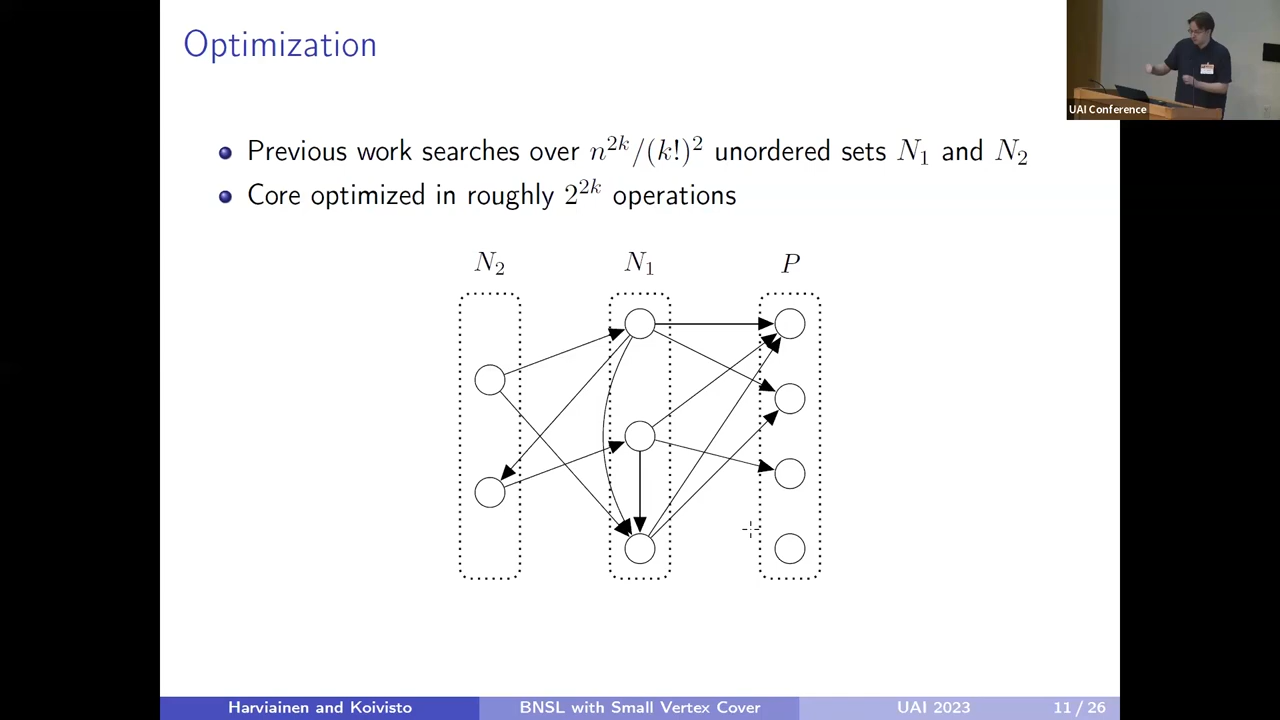 Optimization
UAI Conference
Previous work searches over $n^{2k}/(k!)^2$ unordered sets $N_1$ and $N_2$
Core optimized in roughly $2^{2k}$ operations
$N_2$ $N_1$ $P$
Harviainen and Koivisto BNSL with Small Vertex Cover UAI 2023 11 / 26